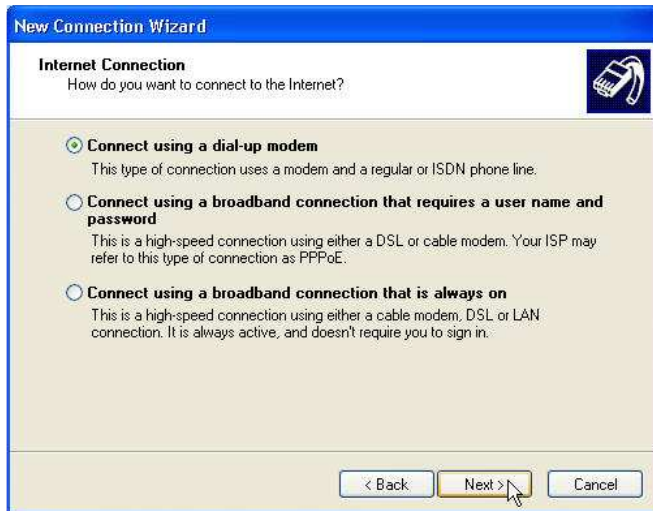 New Connection Wizard
Internet Connection
How do you want to connect to the Internet?
Connect using a dial-up modem
This type of connection uses a modem and a regular or ISDN phone line.
Connect using a broadband connection that requires a user name and
password
This is a high-speed connection using either a DSL or cable modem. Your ISP may
refer to this type of connection as PPPoE.
Connect using a broadband connection that is always on
This is a high-speed connection using either a cable modem, DSL or LAN
connection. It is always active, and doesn't require you to sign in.
< Back Next > Cancel